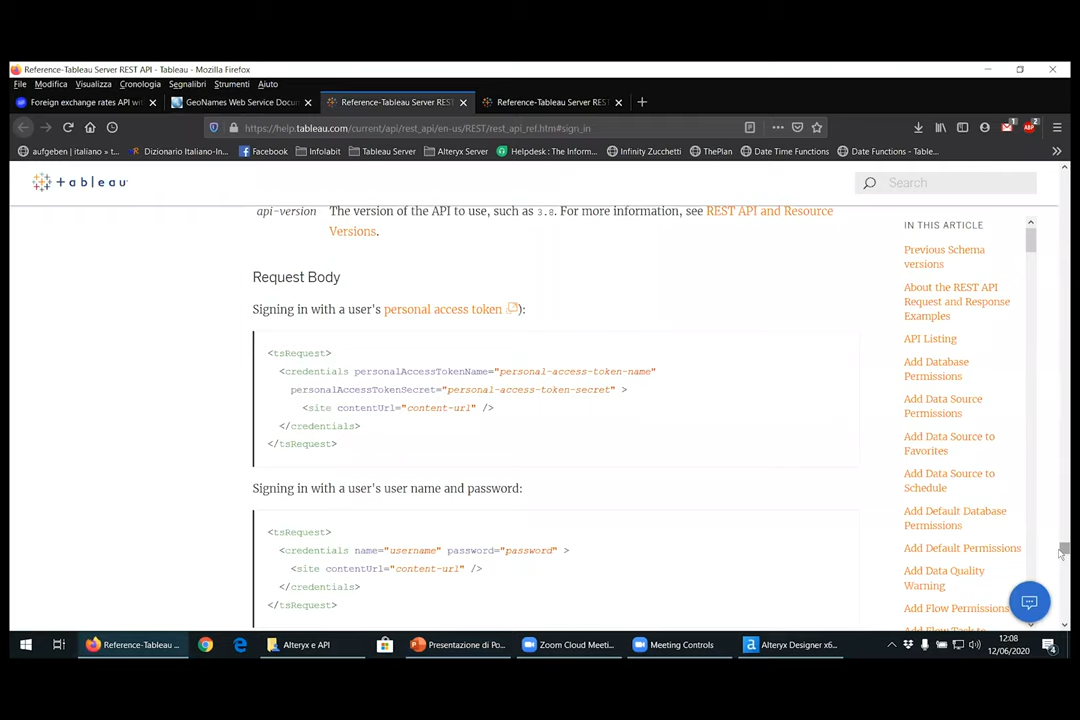 Reference-Tableau Server REST API - Tableau - Mozilla Firefox
File Modifica Visualizza Cronologia Segnalibri Strumenti Aiuto
Foreign exchange rates API wit
GeoNames Web Service Docu
Reference-Tableau Server REST
Reference-Tableau Server REST
https://help.tableau.com/current/api/rest_api/en-us/REST/rest_api_ref.htm#sign_in
1
2
aufgeben | italiano » t...
Dizionario Italiano-In...
Facebook
Infolabit
Tableau Server
Alteryx Server
Helpdesk : The Inform...
Infinity Zucchetti
ThePlan
Date Time Functions
Date Functions - Table...
tableau
Search
api-version The version of the API to use, such as 3.8. For more information, see REST API and Resource
Versions.
Request Body
Signing in with a user's personal access token ):
<tsRequest>
<credentials personalAccessTokenName="personal-access-token-name"
personalAccessTokenSecret="personal-access-token-secret" >
<site contentUrl="content-url" />
</credentials>
</tsRequest>
Signing in with a user's user name and password:
<tsRequest>
<credentials name="username" password="password" >
<site contentUrl="content-url" />
</credentials>
</tsRequest>
IN THIS ARTICLE
Previous Schema
versions
About the REST API
Request and Response
Examples
API Listing
Add Database
Permissions
Add Data Source
Permissions
Add Data Source to
Favorites
Add Data Source to
Schedule
Add Default Database
Permissions
Add Default Permissions
Add Data Quality
Warning
Add Flow Permissions
Add Flow Task to
Reference-Tableau ...
Alteryx e API
Presentazione di Po...
Zoom Cloud Meeti...
Meeting Controls
Alteryx Designer x6...
12:08
12/06/2020
4